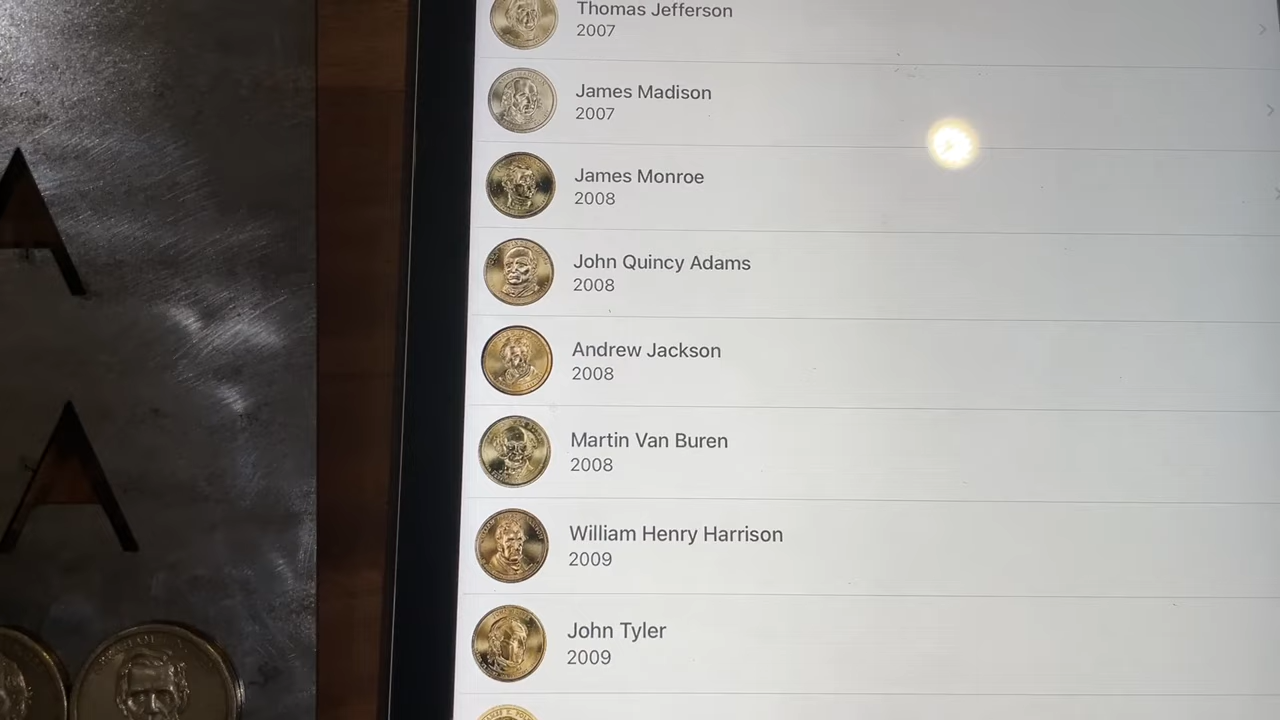 Thomas Jefferson
2007
James Madison
2007
James Monroe
2008
John Quincy Adams
2008
Andrew Jackson
2008
Martin Van Buren
2008
William Henry Harrison
2009
John Tyler
2009
A
A